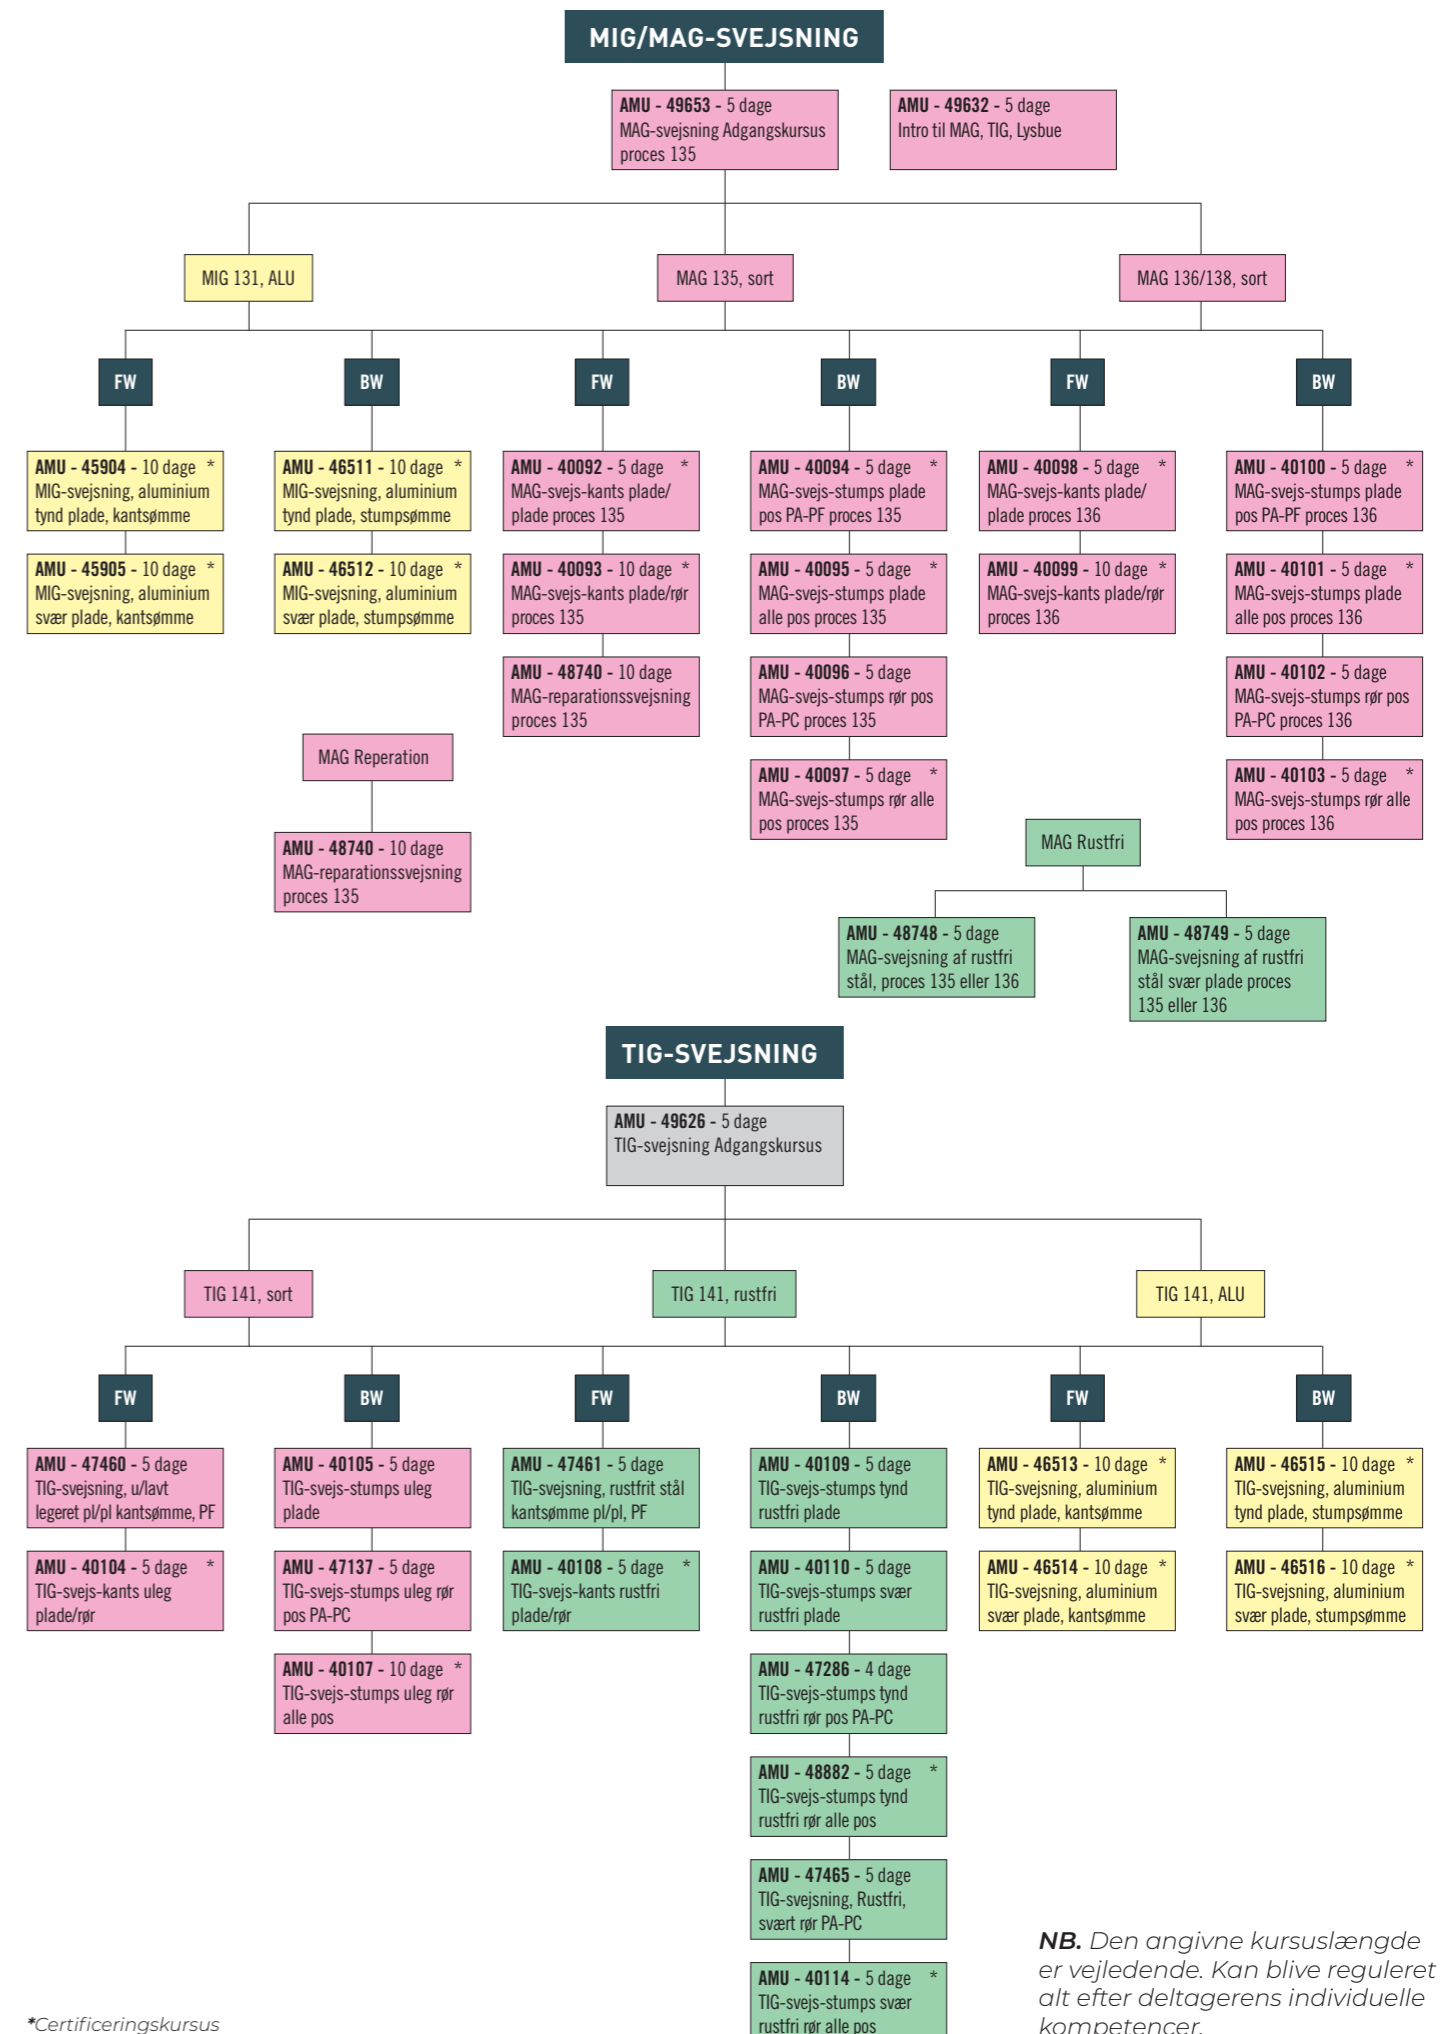 MIG/MAG-SVEJSNING
AMU - 49653 - 5 dage
MAG-svejsning Adgangskursus
proces 135
AMU - 49632 - 5 dage
Intro til MAG, TIG, Lysbue
MIG 131, ALU
MAG 135, sort
MAG 136/138, sort
FW
BW
FW
BW
FW
BW
AMU - 45904 - 10 dage *
MIG-svejsning, aluminium
tynd plade, kantsømme
AMU - 45905 - 10 dage *
MIG-svejsning, aluminium
svær plade, kantsømme
AMU - 46511 - 10 dage *
MIG-svejsning, aluminium
tynd plade, stumpsømme
AMU - 46512 - 10 dage *
MIG-svejsning, aluminium
svær plade, stumpsømme
AMU - 40092 - 5 dage *
MAG-svejs-kants plade/
plade proces 135
AMU - 40093 - 10 dage *
MAG-svejs-kants plade/rør
proces 135
AMU - 48740 - 10 dage
MAG-reparationssvejsning
proces 135
AMU - 40094 - 5 dage *
MAG-svejs-stumps plade
pos PA-PF proces 135
AMU - 40095 - 5 dage *
MAG-svejs-stumps plade
alle pos proces 135
AMU - 40096 - 5 dage
MAG-svejs-stumps rør pos
PA-PC proces 135
AMU - 40097 - 5 dage *
MAG-svejs-stumps rør alle
pos proces 135
AMU - 40098 - 5 dage *
MAG-svejs-kants plade/
plade proces 136
AMU - 40099 - 10 dage *
MAG-svejs-kants plade/rør
proces 136
AMU - 40100 - 5 dage *
MAG-svejs-stumps plade
pos PA-PF proces 136
AMU - 40101 - 5 dage *
MAG-svejs-stumps plade
alle pos proces 136
AMU - 40102 - 5 dage
MAG-svejs-stumps rør pos
PA-PC proces 136
AMU - 40103 - 5 dage *
MAG-svejs-stumps rør alle
pos proces 136
MAG Reperation
AMU - 48740 - 10 dage
MAG-reparationssvejsning
proces 135
MAG Rustfri
AMU - 48748 - 5 dage
MAG-svejsning af rustfri
stål, proces 135 eller 136
AMU - 48749 - 5 dage
MAG-svejsning af rustfri
stål svær plade proces
135 eller 136
TIG-SVEJSNING
AMU - 49626 - 5 dage
TIG-svejsning Adgangskursus
TIG 141, sort
TIG 141, rustfri
TIG 141, ALU
FW
BW
FW
BW
FW
BW
AMU - 47460 - 5 dage
TIG-svejsning, u/lavt
legeret pl/pl kantsømme, PF
AMU - 40104 - 5 dage *
TIG-svejs-kants uleg
plade/rør
AMU - 40105 - 5 dage
TIG-svejs-stumps uleg
plade
AMU - 47137 - 5 dage
TIG-svejs-stumps uleg rør
pos PA-PC
AMU - 40107 - 10 dage *
TIG-svejs-stumps uleg rør
alle pos
AMU - 47461 - 5 dage
TIG-svejsning, rustfrit stål
kantsømme pl/pl, PF
AMU - 40108 - 5 dage *
TIG-svejs-kants rustfri
plade/rør
AMU - 40109 - 5 dage
TIG-svejs-stumps tynd
rustfri plade
AMU - 40110 - 5 dage
TIG-svejs-stumps svær
rustfri plade
AMU - 47286 - 4 dage
TIG-svejs-stumps tynd
rustfri rør pos PA-PC
AMU - 48882 - 5 dage *
TIG-svejs-stumps tynd
rustfri rør alle pos
AMU - 47465 - 5 dage
TIG-svejsning, Rustfri,
svært rør PA-PC
AMU - 40114 - 5 dage *
TIG-svejs-stumps svær
rustfri rør alle pos
AMU - 46513 - 10 dage *
TIG-svejsning, aluminium
tynd plade, kantsømme
AMU - 46514 - 10 dage *
TIG-svejsning, aluminium
svær plade, kantsømme
AMU - 46515 - 10 dage *
TIG-svejsning, aluminium
tynd plade, stumpsømme
AMU - 46516 - 10 dage *
TIG-svejsning, aluminium
svær plade, stumpsømme
*Certificeringskursus
NB. Den angivne kursuslængde
er vejledende. Kan blive reguleret
alt efter deltagerens individuelle
kompetencer.